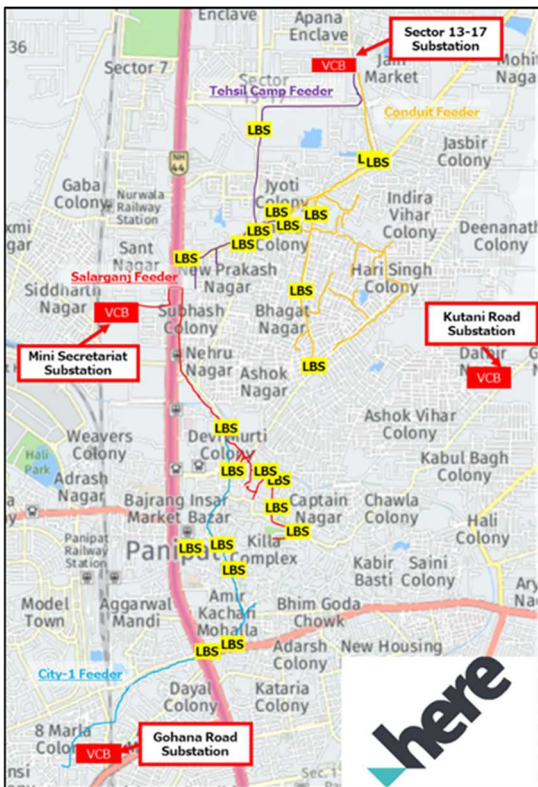 Enclave
Apana
Enclave
Sector 13-17
Substation
36
Sector 7
VCB
Jain
Market
Mohit
Nagar
Sector
Tehsil Camp Feeder
Conduit Feeder
LBS
Jasbir
Colony
NH
44
LBS
Gaba
Colony
Nurwala
Railway
Station
Jyoti
Colony
LBS
LBS
LBS
LBS
LBS
Indira
Vihar
Colony
Deenanath
Colony
Sant
Nagar
LBS
New Prakash
Nagar
Hari Singh
Colony
Salarganj Feeder
Siddharth
Nagar
LBS
VCB
Subhash
Colony
Bhagat
Nagar
Kutani Road
Substation
Mini Secretariat
Substation
Nehru
Nagar
LBS
Ashok
Nagar
VCB
Ashok Vihar
Colony
Weavers
Colony
LBS
Devi Murti
Colony
Kabul Bagh
Colony
Hali
Park
Adrash
Nagar
LBS
LBS
LBS
Bajrang Insar
Market Bazar
LBS
Captain
Nagar
Chawla
Colony
Hali
Colony
Panipat
Railway
Station
Panipat
LBS
LBS
Killa
Complex
LBS
LBS
Kabir
Basti
Saini
Colony
Model
Town
Aggarwal
Mandi
Amir
Kachari
Mohalla
Bhim Goda
Chowk
LBS
LBS
Adarsh
Colony
New Housing
City-1 Feeder
Dayal
Colony
Kataria
Colony
8 Marla
Colony
VCB
Gohana Road
Substation
here